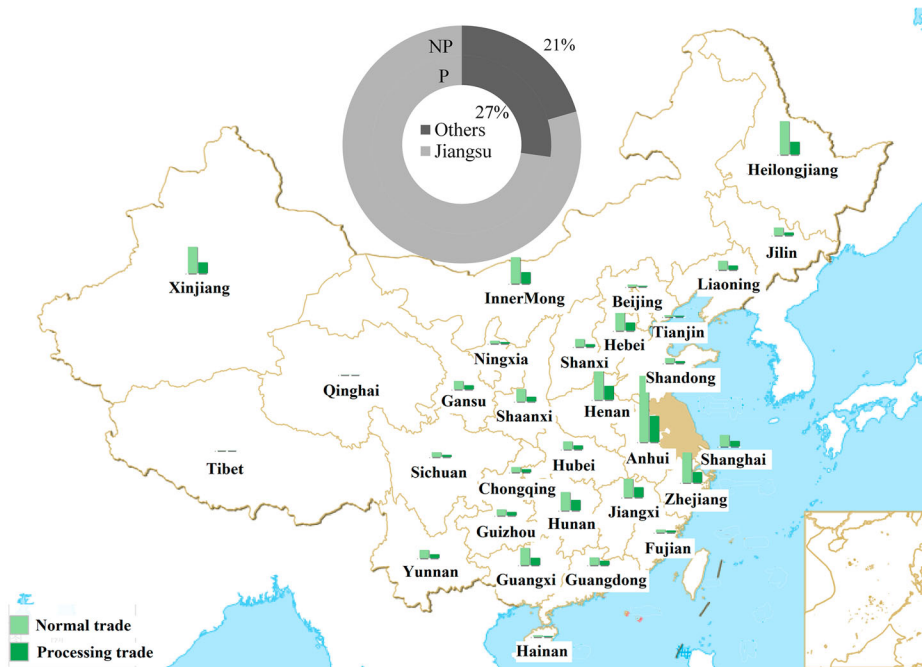 NP
21%
P
27%
Others
Jiangsu
Heilongjiang
Jilin
Xinjiang
InnerMong
Liaoning
Beijing
Tianjin
Hebei
Ningxia
Shanxi
Shandong
Qinghai
Gansu
Shaanxi
Henan
Anhui
Shanghai
Tibet
Sichuan
Hubei
Chongqing
Zhejiang
Jiangxi
Hunan
Guizhou
Fujian
Yunnan
Guangxi
Guangdong
Hainan
Normal trade
Processing trade